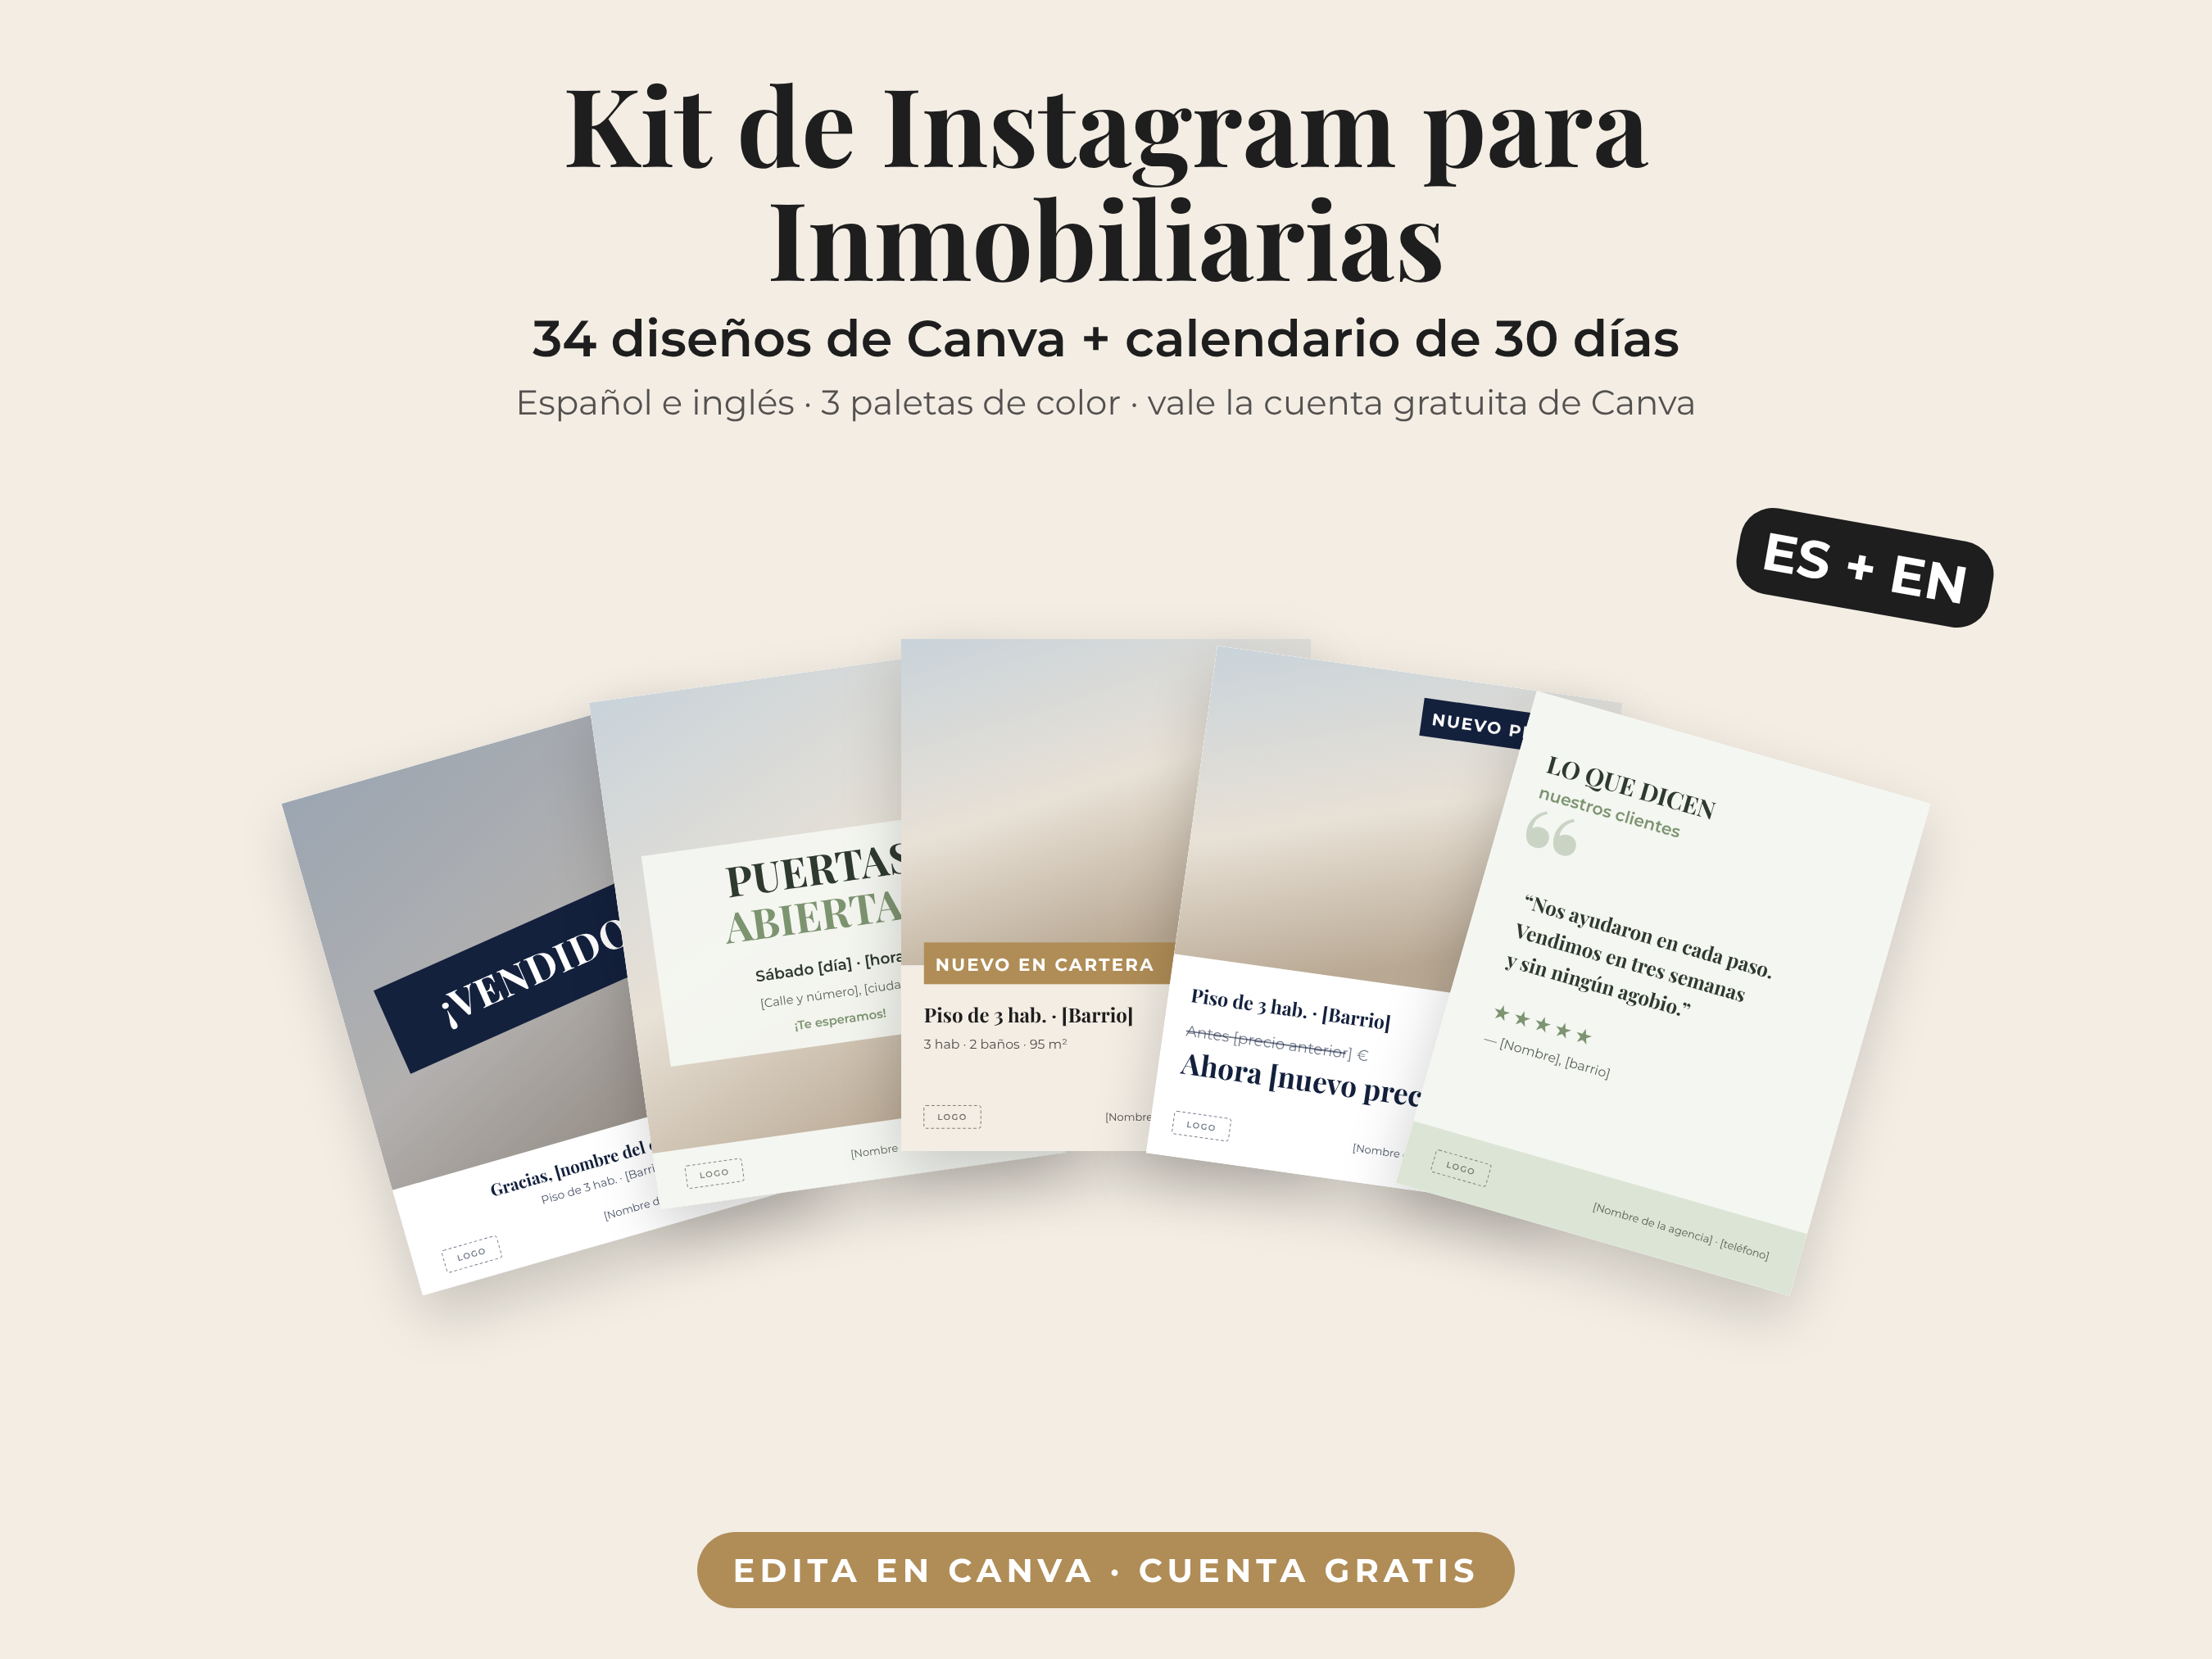 Kit de Instagram para
Inmobiliarias
34 diseños de Canva + calendario de 30 días
Español e inglés · 3 paletas de color · vale la cuenta gratuita de Canva
ES + EN
¡VENDIDO
Gracias, [nombre del
Piso de 3 hab. · [Barri
[Nombre d
LOGO
PUERTAS
ABIERTA
Sábado [día] · [hora
[Calle y número], [ciuda
¡Te esperamos!
LOGO
[Nombre
NUEVO EN CARTERA
Piso de 3 hab. · [Barrio]
3 hab · 2 baños · 95 m²
LOGO
[Nombre
NUEVO P
Piso de 3 hab. · [Barrio]
Antes [precio anterior] €
Ahora [nuevo prec
LOGO
[Nombre
LO QUE DICEN
nuestros clientes
“
“Nos ayudaron en cada paso.
Vendimos en tres semanas
y sin ningún agobio.”
★★★★★
— [Nombre], [barrio]
LOGO
[Nombre de la agencia] · [teléfono]
EDITA EN CANVA · CUENTA GRATIS